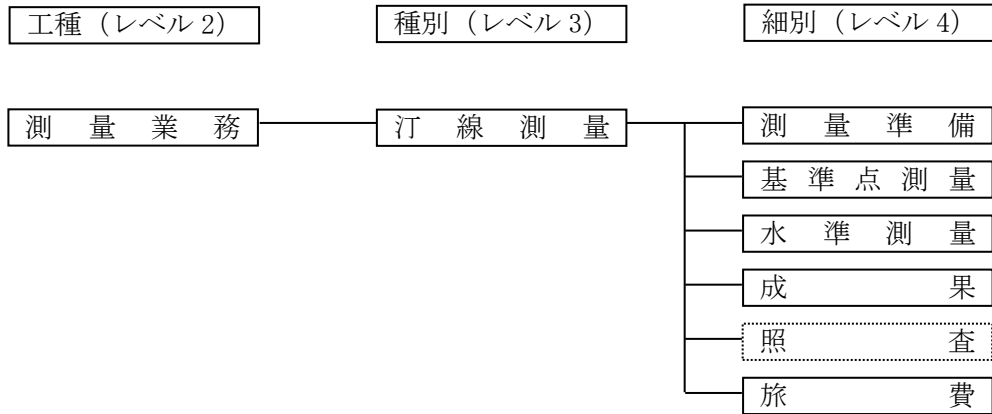 工種（レベル2） 種別（レベル3） 細別（レベル4）
測量業務 汀線測量 測量準備
基準点測量
水準測量
成果
照査
旅費